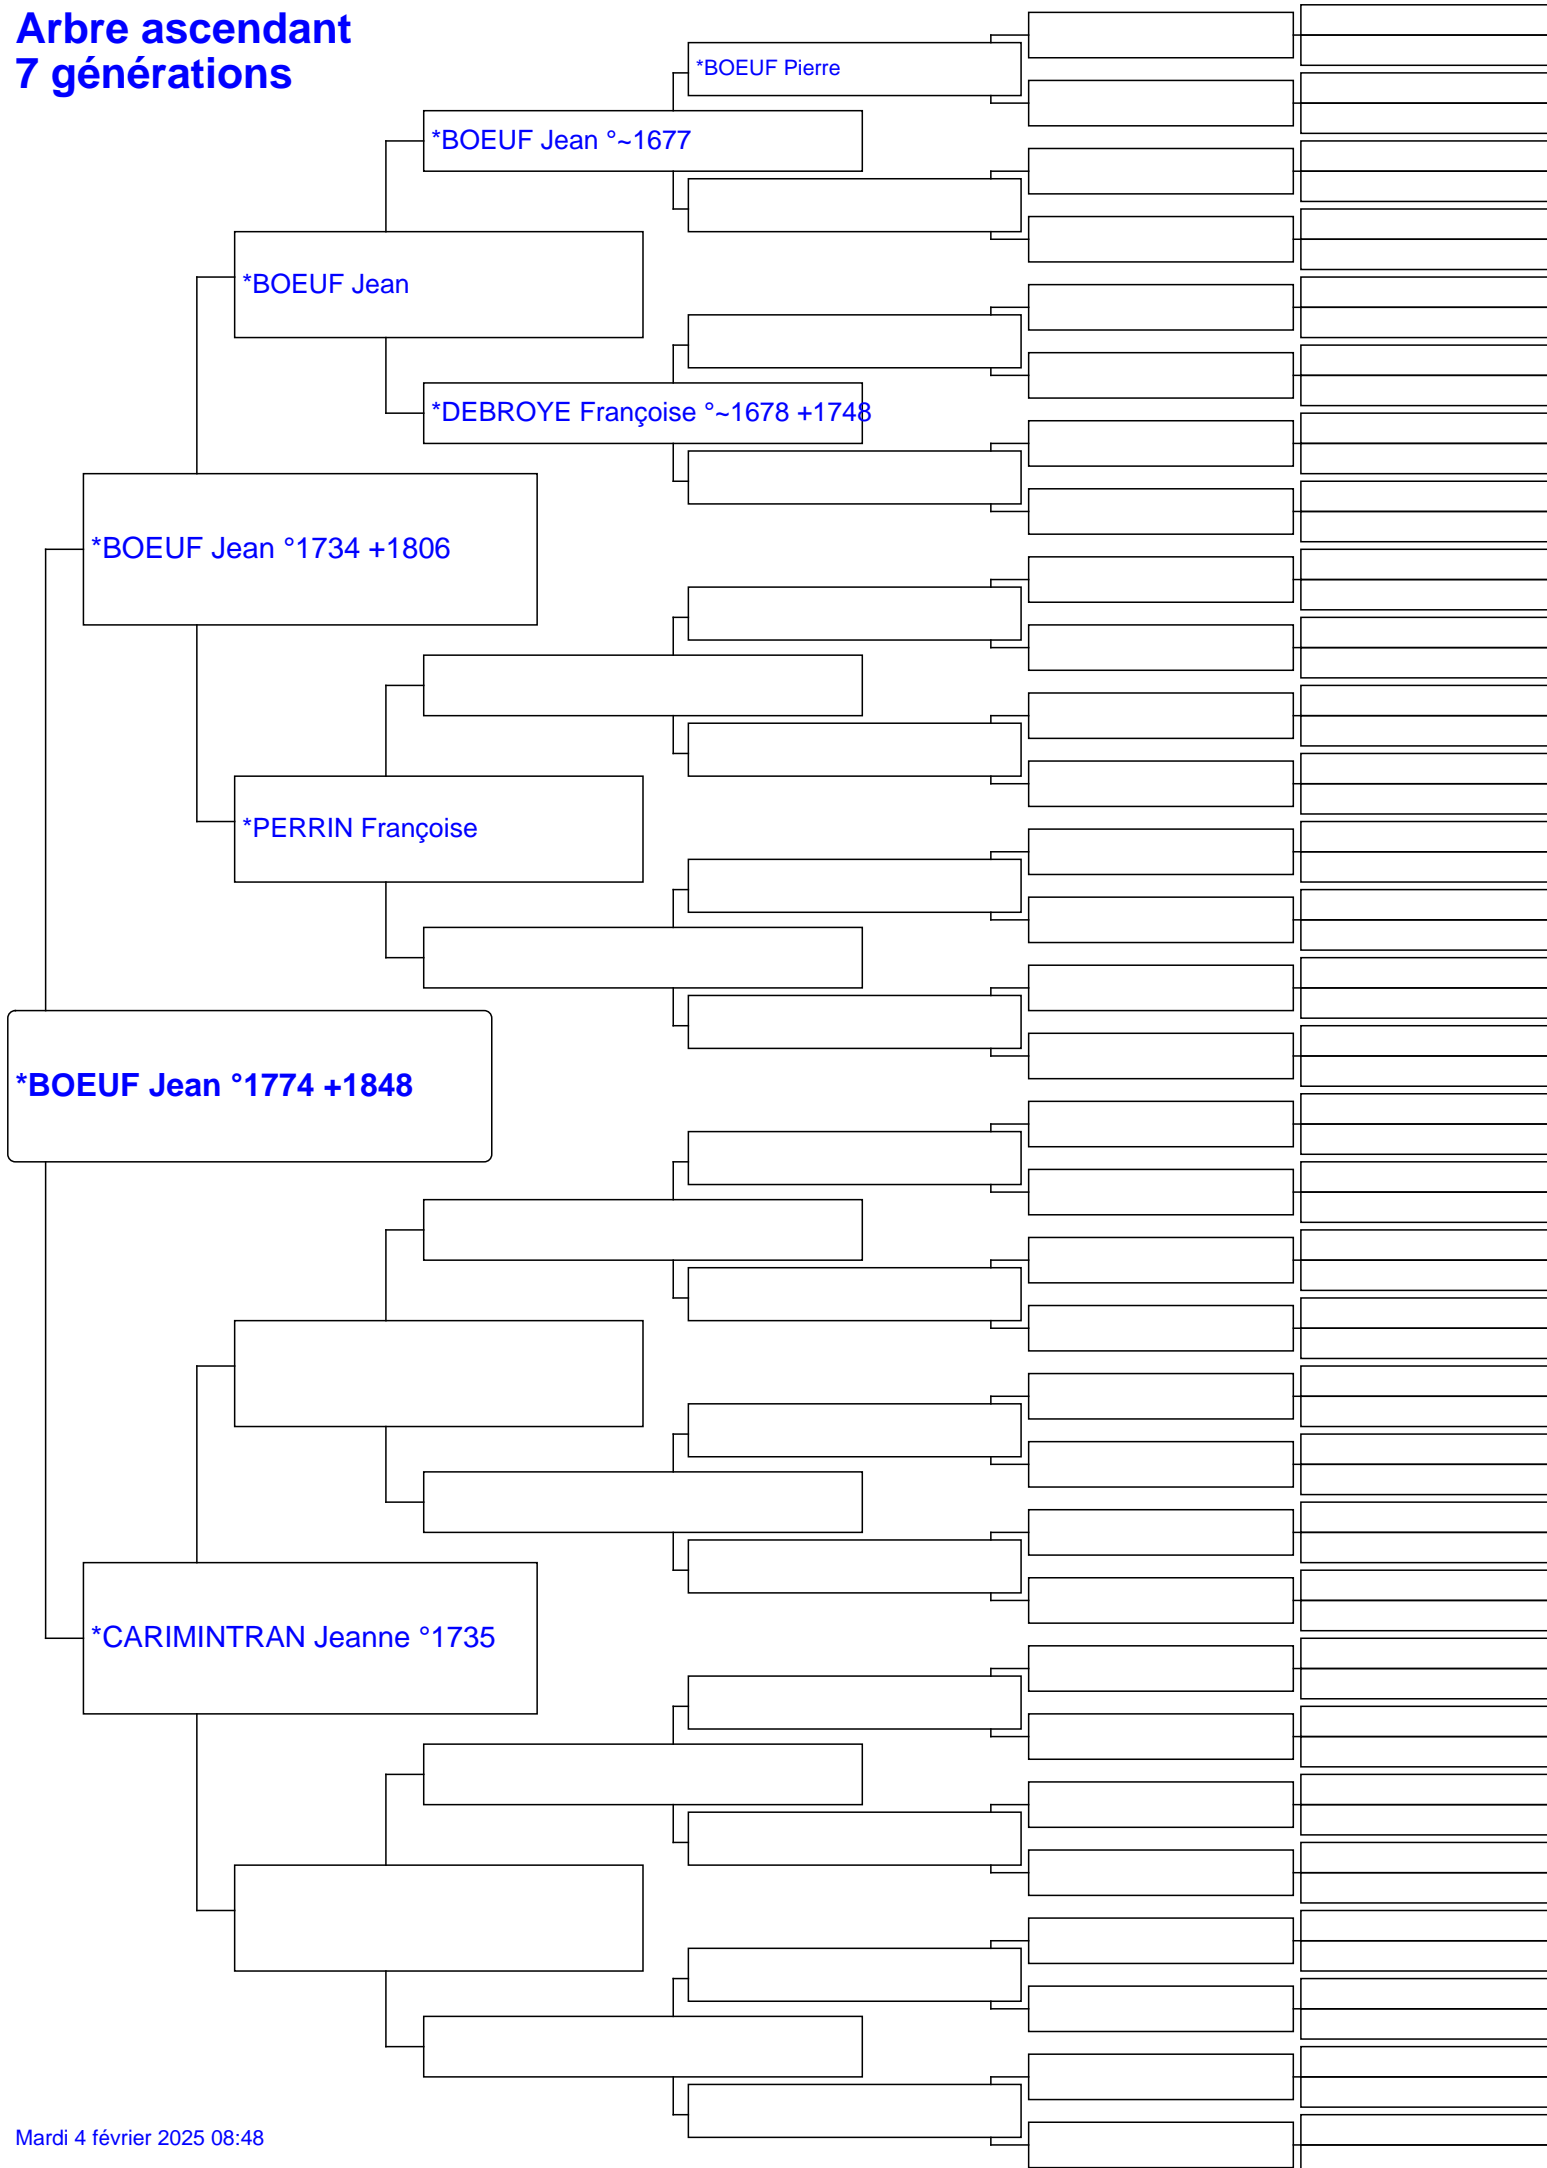 Arbre ascendant
7 générations
*BOEUF Pierre
*BOEUF Jean °~1677
*BOEUF Jean
*DEBROYE Françoise °~1678 +1748
*BOEUF Jean °1734 +1806
*PERRIN Françoise
*BOEUF Jean °1774 +1848
*CARIMINTRAN Jeanne °1735
Mardi 4 février 2025 08:48